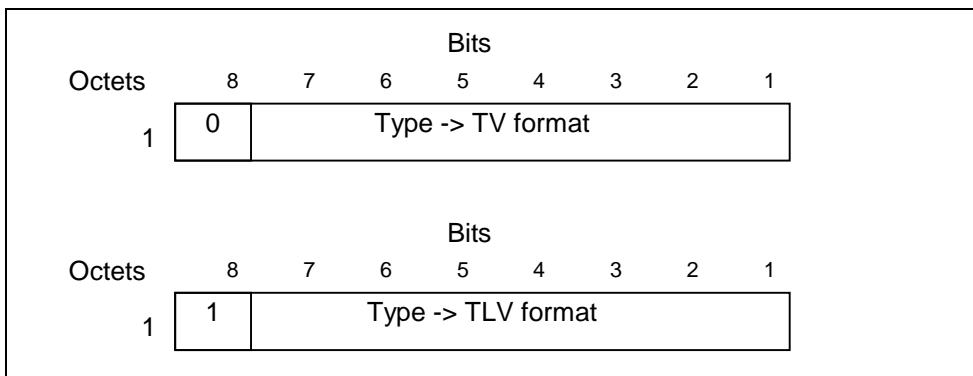 Bits
Octets 8 7 6 5 4 3 2 1
1 0 Type -> TV format
Bits
Octets 8 7 6 5 4 3 2 1
1 1 Type -> TLV format